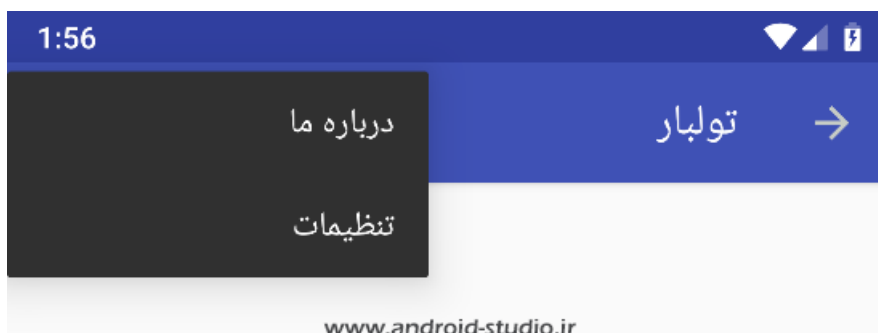 1:56
تولبار
درباره ما
تنظیمات
www.android-studio.ir